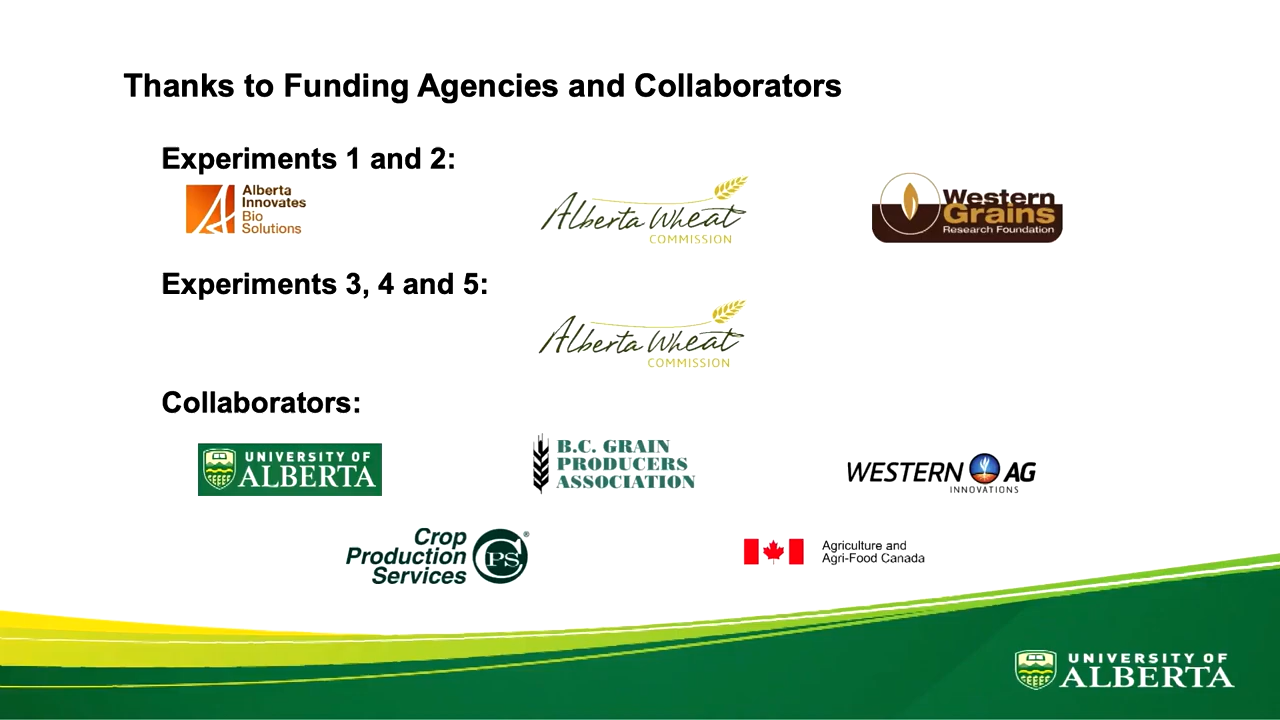 Thanks to Funding Agencies and Collaborators
Experiments 1 and 2:
Alberta
Innovates
Bio
Solutions
Alberta Wheat
COMMISSION
Western
Grains
Research Foundation
Experiments 3, 4 and 5:
Alberta Wheat
COMMISSION
Collaborators:
UNIVERSITY OF
ALBERTA
B.C. GRAIN
PRODUCERS
ASSOCIATION
WESTERN AG
INNOVATIONS
Crop
Production
Services
CPS®
Agriculture and
Agri-Food Canada
UNIVERSITY OF
ALBERTA